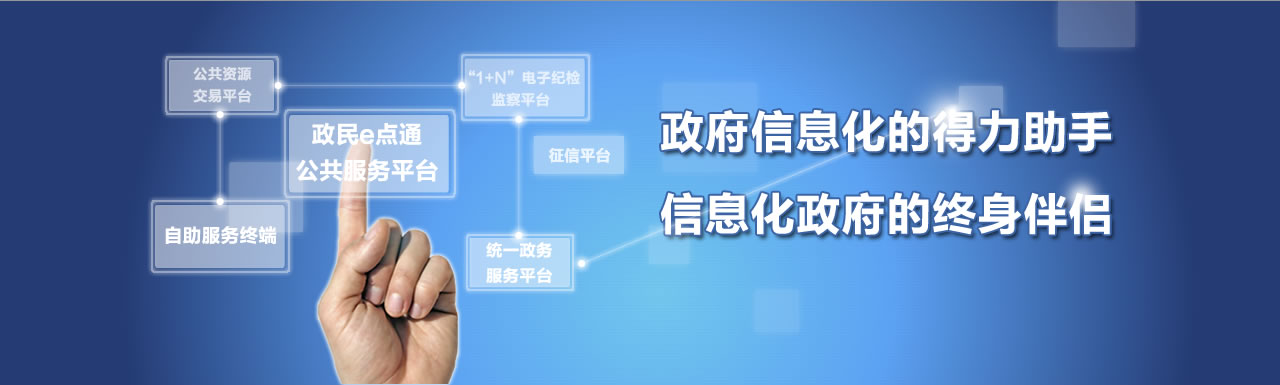 公共资源
交易平台
“1+N”电子纪检
监察平台
政民e点通
公共服务平台
征信平台
自助服务终端
统一政务
服务平台
政府信息化的得力助手
信息化政府的终身伴侣